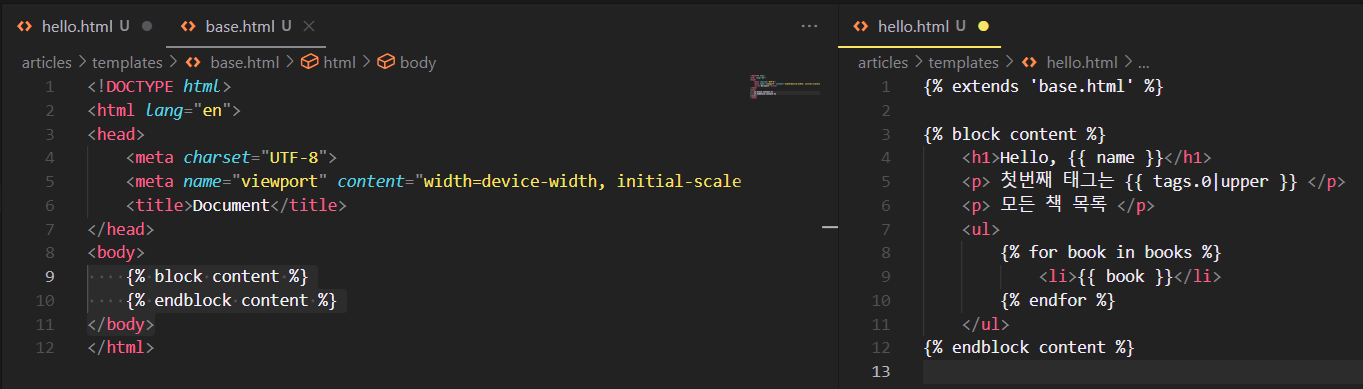 hello.html U ● base.html U × ···
articles > templates > base.html > html > body
1 <!DOCTYPE html>
2 <html lang="en">
3 <head>
4     <meta charset="UTF-8">
5     <meta name="viewport" content="width=device-width, initial-scale
6     <title>Document</title>
7 </head>
8 <body>
9     {% block content %}
10     {% endblock content %}
11 </body>
12 </html>
hello.html U ●
articles > templates > hello.html > ...
1 {% extends 'base.html' %}
2
3 {% block content %}
4     <h1>Hello, {{ name }}</h1>
5     <p> 첫번째 태그는 {{ tags.0|upper }} </p>
6     <p> 모든 책 목록 </p>
7     <ul>
8         {% for book in books %}
9             <li>{{ book }}</li>
10         {% endfor %}
11     </ul>
12 {% endblock content %}
13